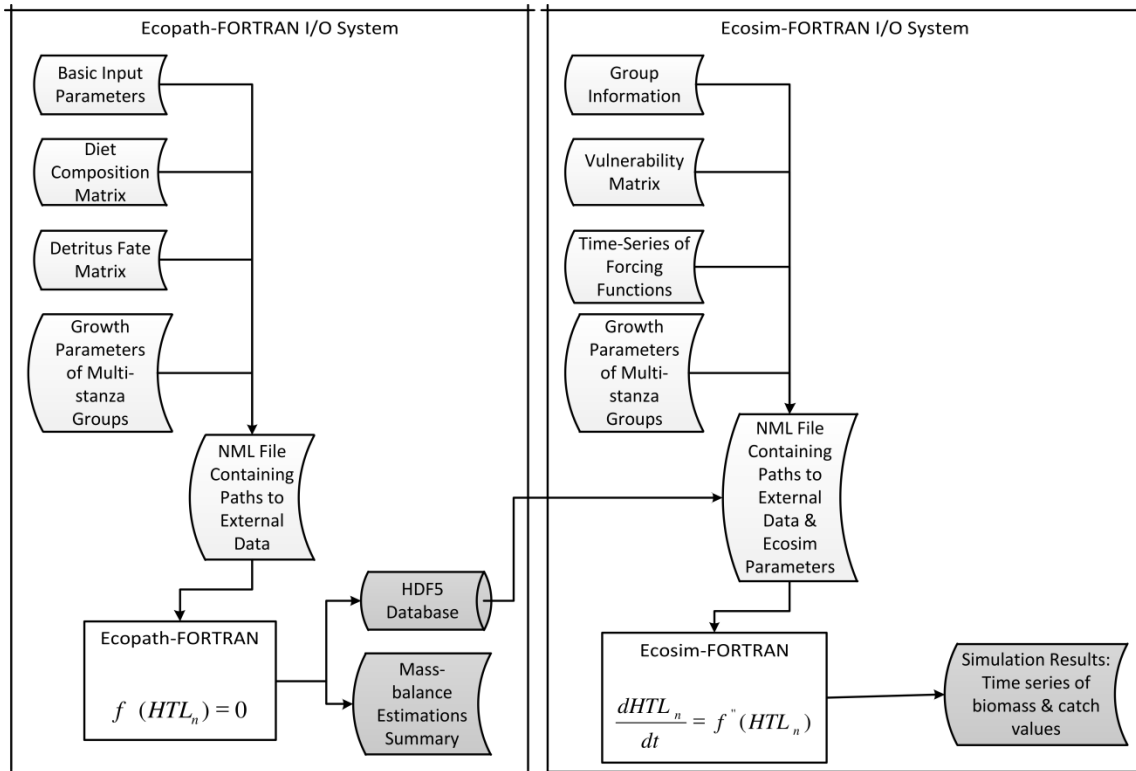 Ecopath-FORTRAN I/O System
Basic Input
Parameters
Diet
Composition
Matrix
Detritus Fate
Matrix
Growth
Parameters
of Multi-
stanza
Groups
NML File
Containing
Paths to
External
Data
Ecopath-FORTRAN
f (HTL_n) = 0
HDF5
Database
Mass-
balance
Estimations
Summary
Ecosim-FORTRAN I/O System
Group
Information
Vulnerability
Matrix
Time-Series of
Forcing
Functions
Growth
Parameters
of Multi-
stanza
Groups
NML File
Containing
Paths to
External
Data &
Ecosim
Parameters
Ecosim-FORTRAN
dHTL_n/dt = f"(HTL_n)
Simulation Results:
Time series of
biomass & catch
values